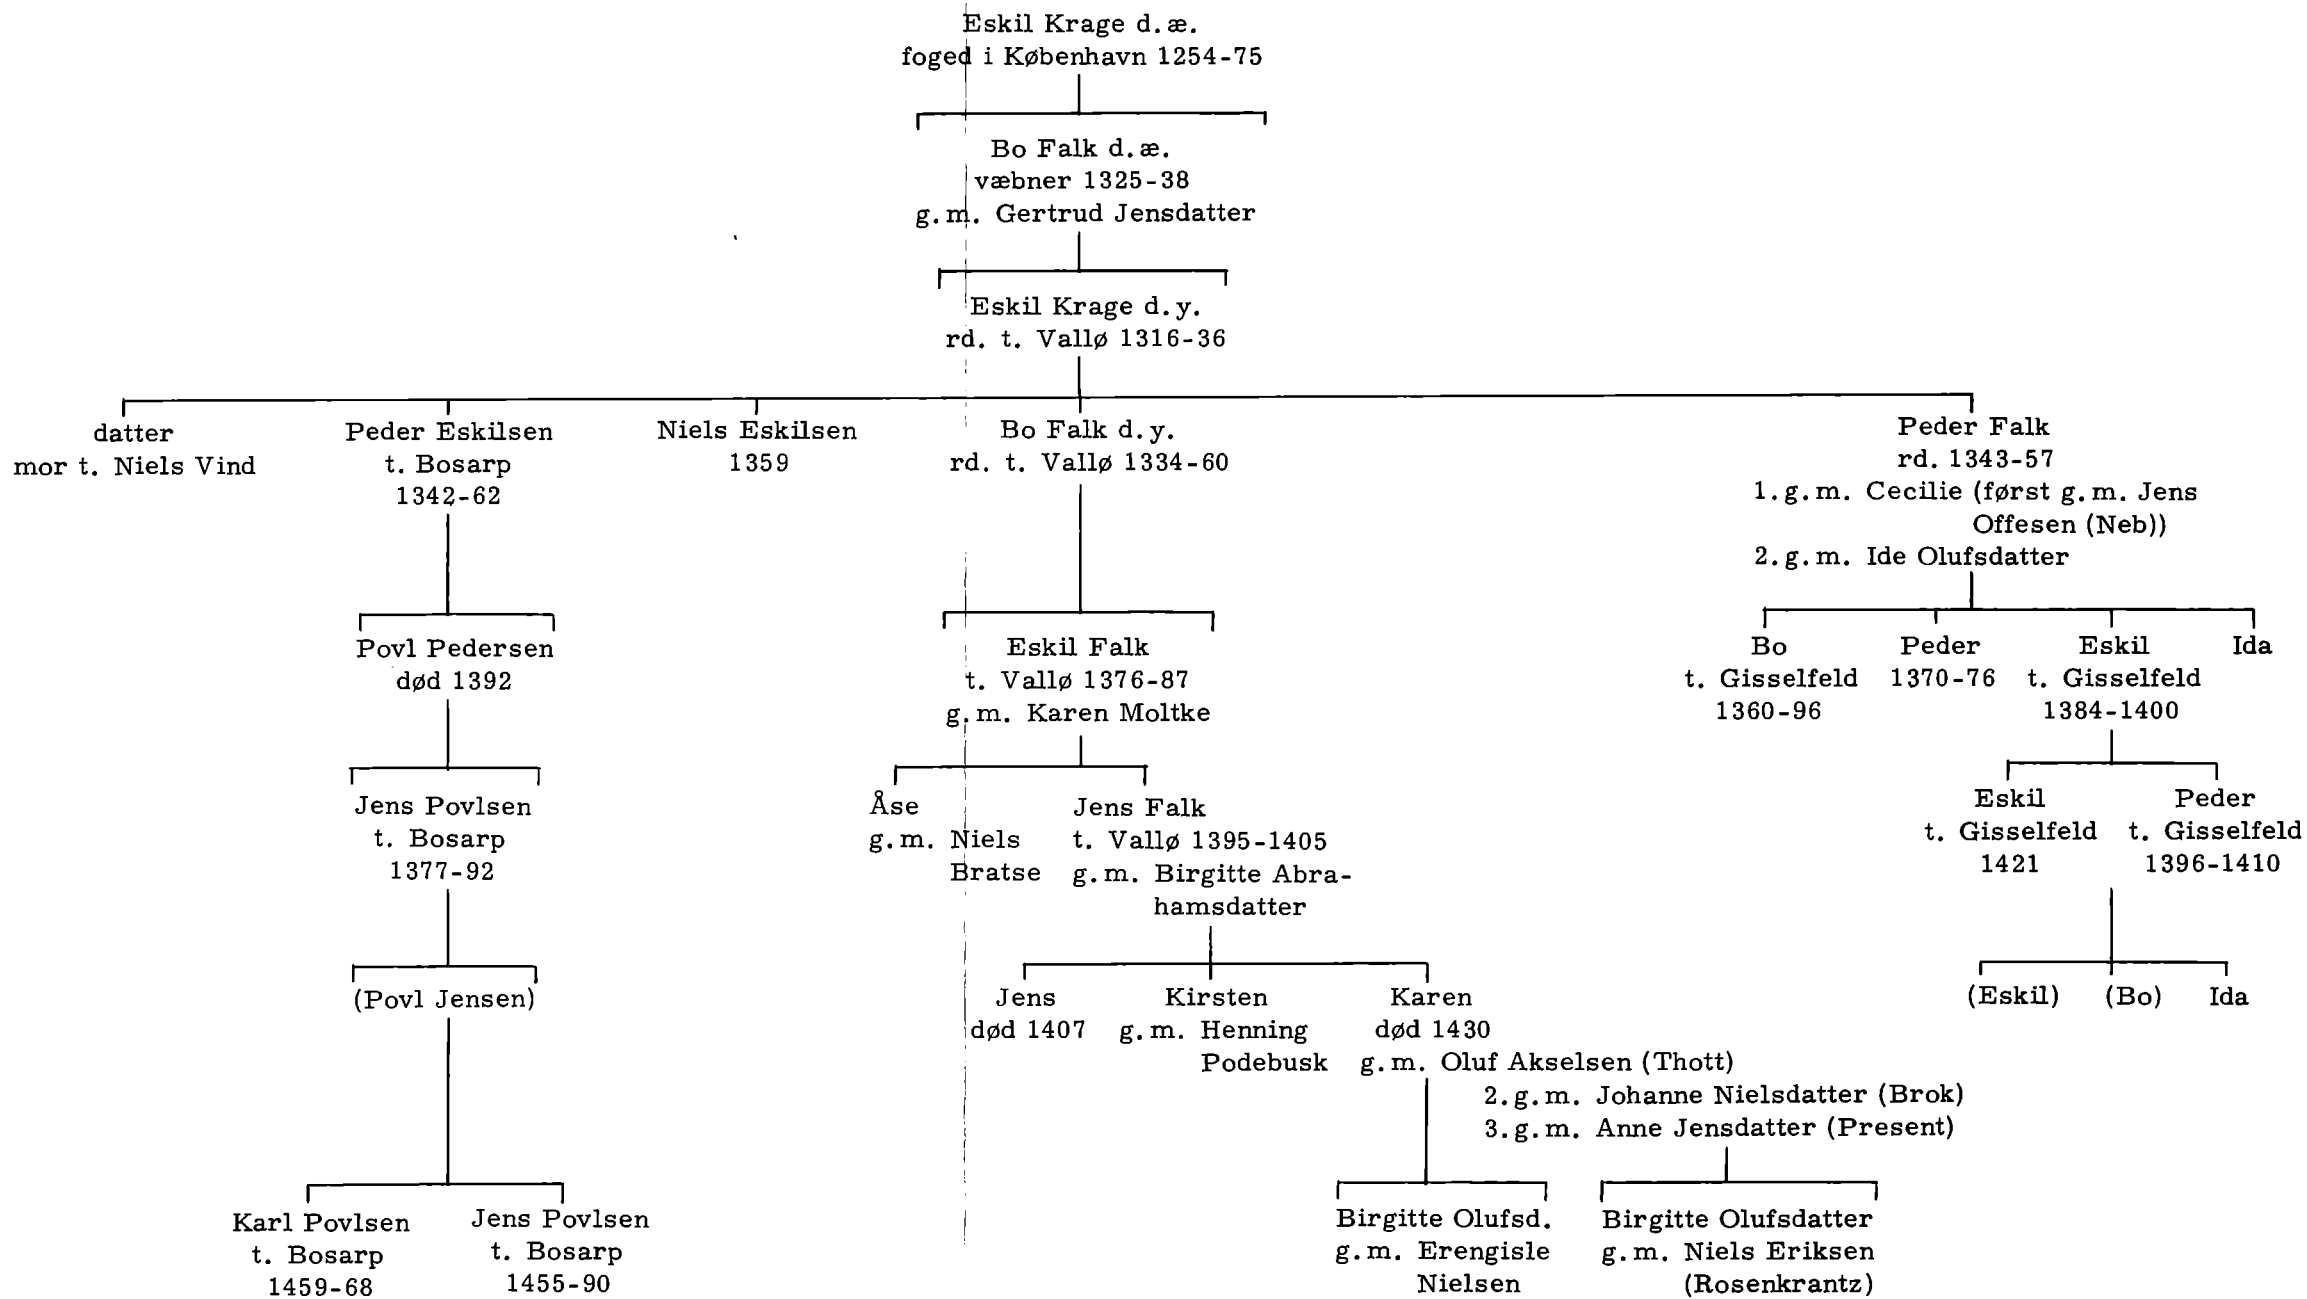 Eskil Krage d.æ.
foged i København 1254-75
Bo Falk d.æ.
væbner 1325-38
g.m. Gertrud Jensdatter
Eskil Krage d.y.
rd. t. Vallø 1316-36
datter
mor t. Niels Vind
Peder Eskilsen
t. Bosarp
1342-62
Niels Eskilsen
1359
Bo Falk d.y.
rd. t. Vallø 1334-60
Peder Falk
rd. 1343-57
1.g.m. Cecilie (først g.m. Jens
Offesen (Neb))
2.g.m. Ide Olufsdatter
Povl Pedersen
død 1392
Eskil Falk
t. Vallø 1376-87
g.m. Karen Moltke
Bo
t. Gisselfeld
1360-96
Peder
1370-76
Eskil
t. Gisselfeld
1384-1400
Ida
Jens Povlsen
t. Bosarp
1377-92
Åse
g.m. Niels
Bratse
Jens Falk
t. Vallø 1395-1405
g.m. Birgitte Abra-
hamsdatter
Eskil
t. Gisselfeld
1421
Peder
t. Gisselfeld
1396-1410
(Povl Jensen)
Jens
død 1407
Kirsten
g.m. Henning
Podebusk
Karen
død 1430
g.m. Oluf Akselsen (Thott)
2.g.m. Johanne Nielsdatter (Brok)
3.g.m. Anne Jensdatter (Present)
(Eskil)
(Bo)
Ida
Karl Povlsen
t. Bosarp
1459-68
Jens Povlsen
t. Bosarp
1455-90
Birgitte Olufsd.
g.m. Erengisle
Nielsen
Birgitte Olufsdatter
g.m. Niels Eriksen
(Rosenkrantz)